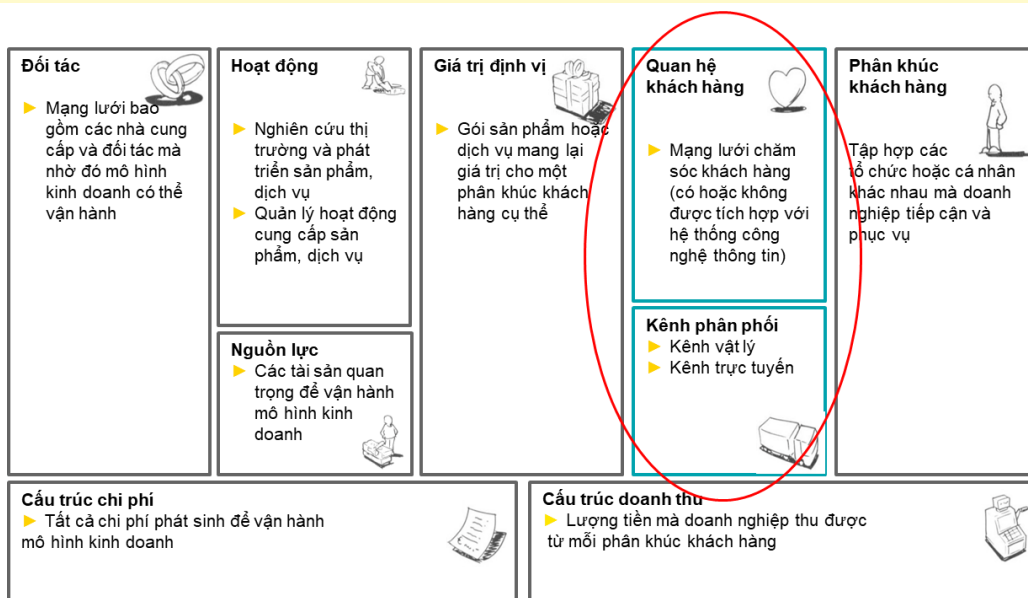 Đối tác
► Mạng lưới bao
gồm các nhà cung
cấp và đối tác mà
nhờ đó mô hình
kinh doanh có thể
vận hành
Hoạt động
► Nghiên cứu thị
trường và phát
triển sản phẩm,
dịch vụ
► Quản lý hoạt động
cung cấp sản
phẩm, dịch vụ
Nguồn lực
► Các tài sản quan
trọng để vận hành
mô hình kinh
doanh
Giá trị định vị
► Gói sản phẩm hoặc
dịch vụ mang lại
giá trị cho một
phân khúc khách
hàng cụ thể
Quan hệ
khách hàng
► Mạng lưới chăm
sóc khách hàng
(có hoặc không
được tích hợp với
hệ thống công
nghệ thông tin)
Kênh phân phối
► Kênh vật lý
► Kênh trực tuyến
Phân khúc
khách hàng
Tập hợp các
tổ chức hoặc cá nhân
khác nhau mà doanh
nghiệp tiếp cận và
phục vụ
Cấu trúc chi phí
► Tất cả chi phí phát sinh để vận hành
mô hình kinh doanh
Cấu trúc doanh thu
► Lượng tiền mà doanh nghiệp thu được
từ mỗi phân khúc khách hàng